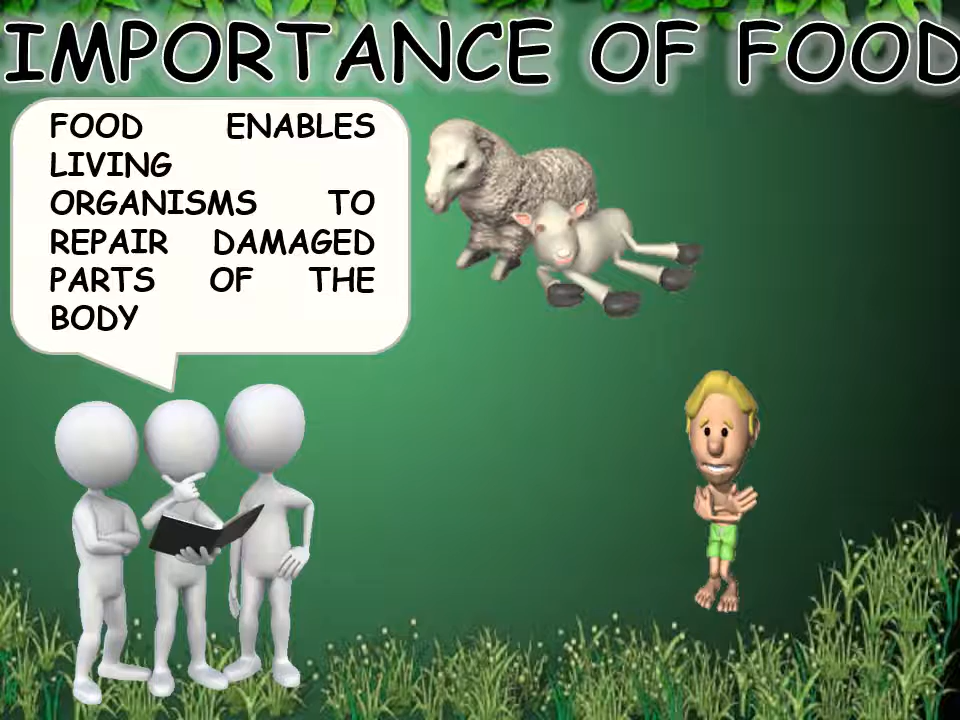 IMPORTANCE OF FOOD
FOOD ENABLES
LIVING
ORGANISMS TO
REPAIR DAMAGED
PARTS OF THE
BODY